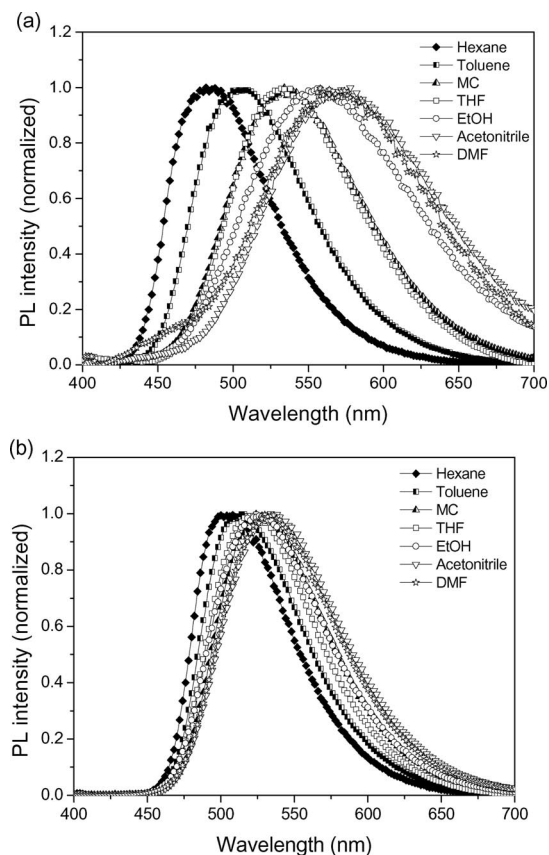 (a)
1.2
1.0
0.8
0.6
0.4
0.2
0.0
PL intensity (normalized)
Hexane
Toluene
MC
THF
EtOH
Acetonitrile
DMF
400 450 500 550 600 650 700
Wavelength (nm)
(b)
1.2
1.0
0.8
0.6
0.4
0.2
0.0
PL intensity (normalized)
Hexane
Toluene
MC
THF
EtOH
Acetonitrile
DMF
400 450 500 550 600 650 700
Wavelength (nm)